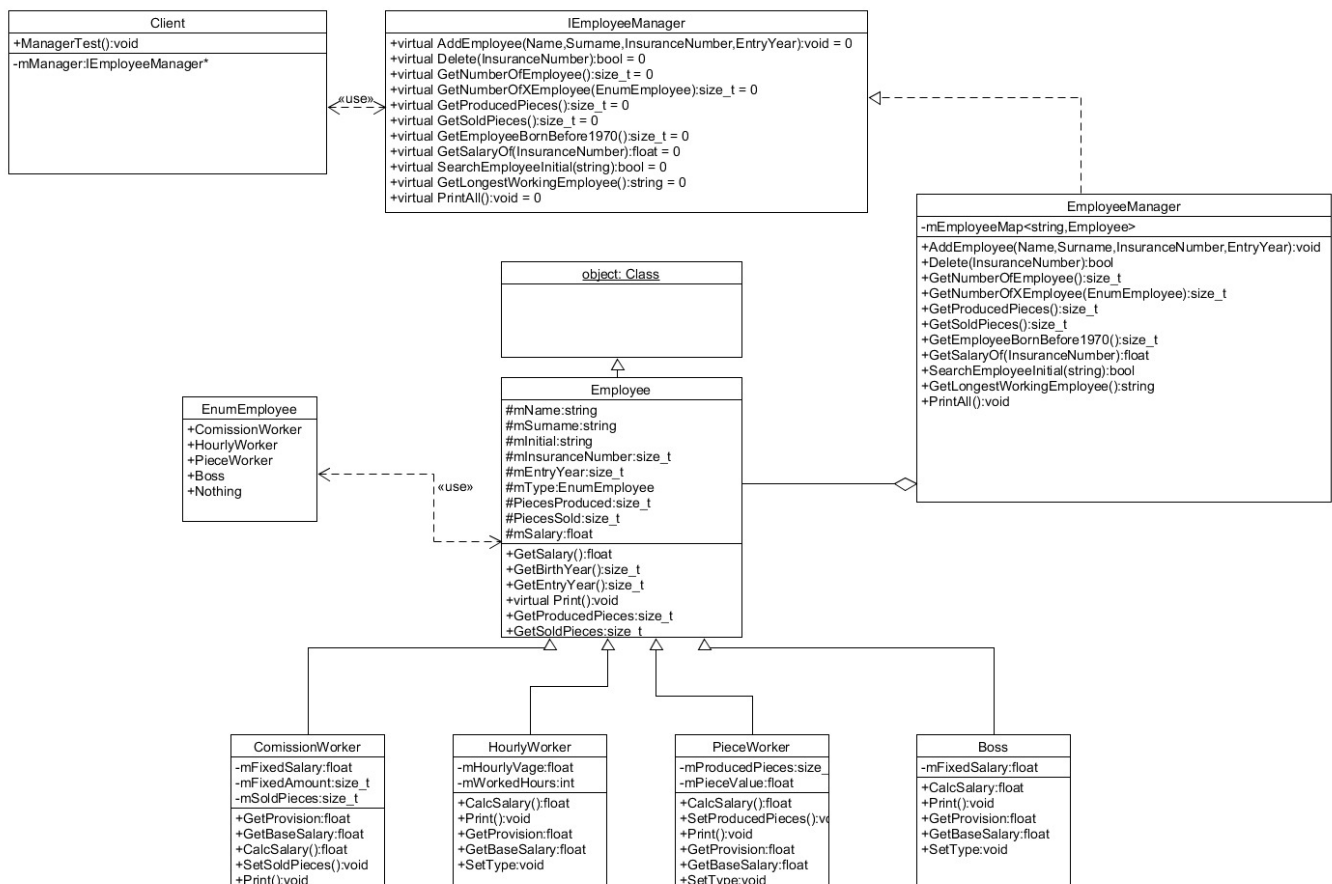 Client
+ManagerTest():void
-mManager:IEmployeeManager*
«use»
IEmployeeManager
+virtual AddEmployee(Name,Surname,InsuranceNumber,EntryYear):void = 0
+virtual Delete(InsuranceNumber):bool = 0
+virtual GetNumberOfEmployee():size_t = 0
+virtual GetNumberOfXEmployee(EnumEmployee):size_t = 0
+virtual GetProducedPieces():size_t = 0
+virtual GetSoldPieces():size_t = 0
+virtual GetEmployeeBornBefore1970():size_t = 0
+virtual GetSalaryOf(InsuranceNumber):float = 0
+virtual SearchEmployeeInitial(string):bool = 0
+virtual GetLongestWorkingEmployee():string = 0
+virtual PrintAll():void = 0
EmployeeManager
-mEmployeeMap<string,Employee>
+AddEmployee(Name,Surname,InsuranceNumber,EntryYear):void
+Delete(InsuranceNumber):bool
+GetNumberOfEmployee():size_t
+GetNumberOfXEmployee(EnumEmployee):size_t
+GetProducedPieces():size_t
+GetSoldPieces():size_t
+GetEmployeeBornBefore1970():size_t
+GetSalaryOf(InsuranceNumber):float
+SearchEmployeeInitial(string):bool
+GetLongestWorkingEmployee():string
+PrintAll():void
object: Class
Employee
#mName:string
#mSurname:string
#mInitial:string
#mInsuranceNumber:size_t
#mEntryYear:size_t
#mType:EnumEmployee
#PiecesProduced:size_t
#PiecesSold:size_t
#mSalary:float
+GetSalary():float
+GetBirthYear():size_t
+GetEntryYear():size_t
+virtual Print():void
+GetProducedPieces:size_t
+GetSoldPieces:size_t
EnumEmployee
+ComissionWorker
+HourlyWorker
+PieceWorker
+Boss
+Nothing
«use»
ComissionWorker
-mFixedSalary:float
-mFixedAmount:size_t
-mSoldPieces:size_t
+GetProvision:float
+GetBaseSalary:float
+CalcSalary():float
+SetSoldPieces():void
+Print():void
HourlyWorker
-mHourlyVage:float
-mWorkedHours:int
+CalcSalary():float
+Print():void
+GetProvision:float
+GetBaseSalary:float
+SetType:void
PieceWorker
-mProducedPieces:size_
-mPieceValue:float
+CalcSalary():float
+SetProducedPieces():vo
+Print():void
+GetProvision:float
+GetBaseSalary:float
+SetType:void
Boss
-mFixedSalary:float
+CalcSalary:float
+Print():void
+GetProvision:float
+GetBaseSalary:float
+SetType:void